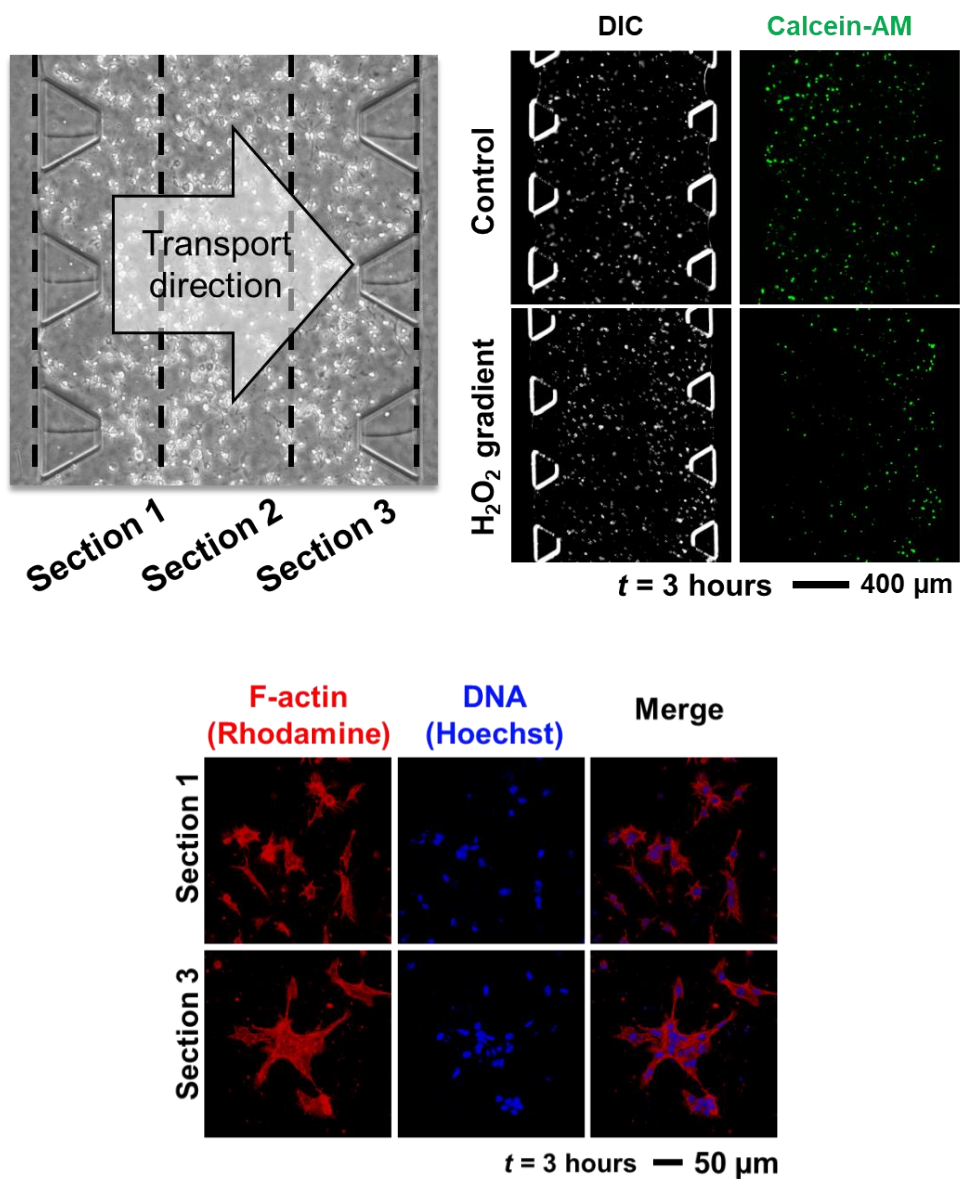 Transport
direction
Section 1
Section 2
Section 3
DIC
Calcein-AM
Control
H₂O₂ gradient
t = 3 hours
400 µm
F-actin
(Rhodamine)
DNA
(Hoechst)
Merge
Section 1
Section 3
t = 3 hours
50 µm